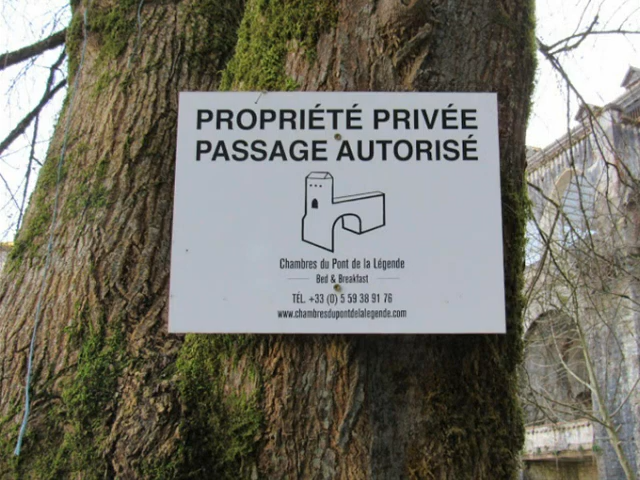 PROPRIÉTÉ PRIVÉE
PASSAGE AUTORISÉ
Chambres du Pont de la Légende
Bed & Breakfast
TÉL. +33 (0) 5 59 38 91 76
www.chambresdupontdelalegende.com